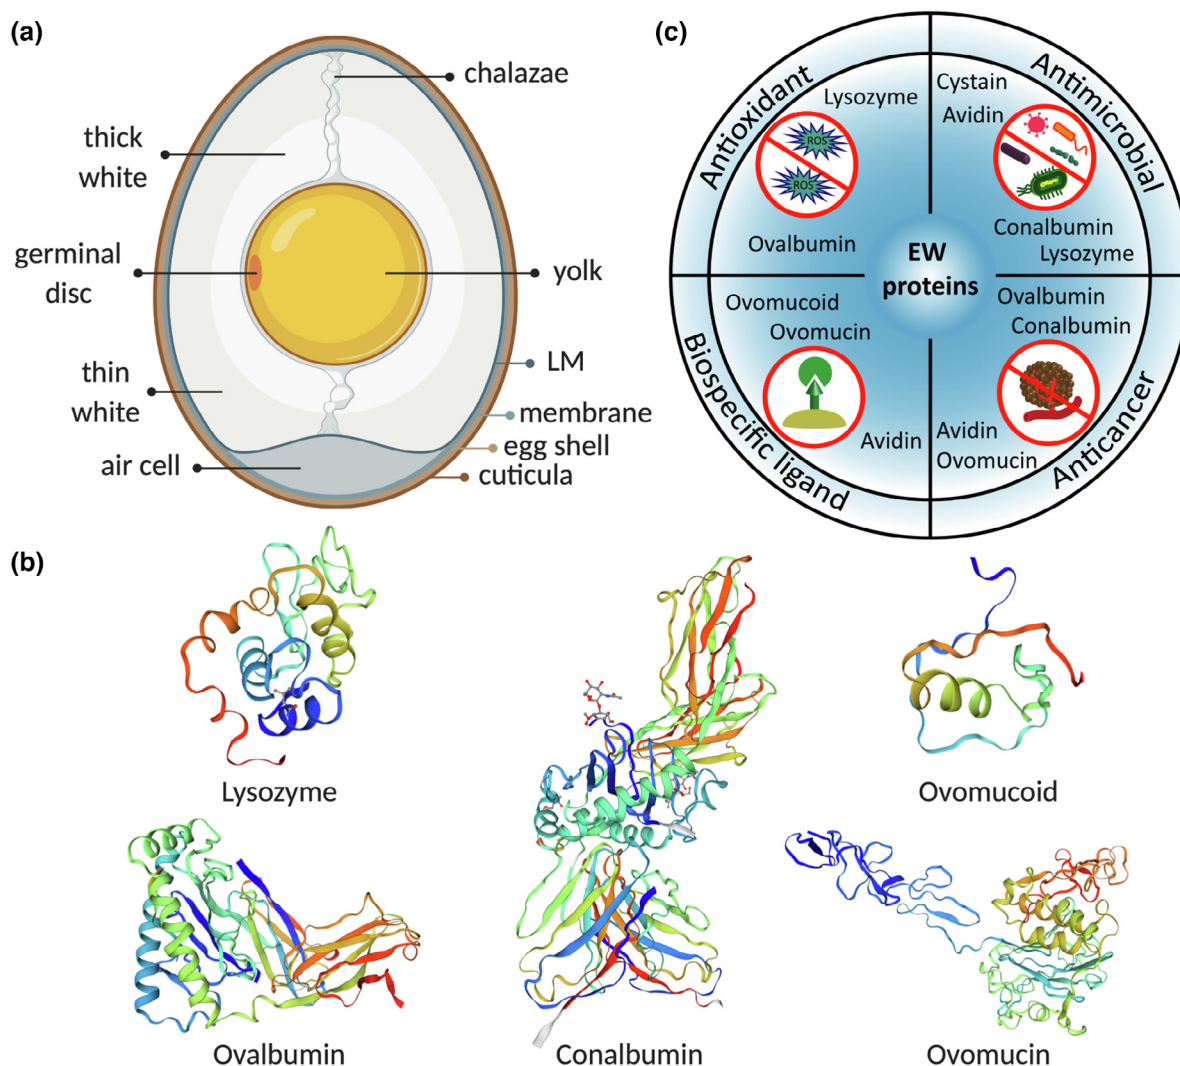 (a)
chalazae
thick
white
germinal
disc
yolk
thin
white
LM
membrane
egg shell
air cell
cuticula
(c)
Antioxidant
Antimicrobial
Lysozyme
Cystain
Avidin
ROS
ROS
Ovalbumin
Conalbumin
Lysozyme
EW
proteins
Ovomucoid
Ovomucin
Avidin
Biospecific ligand
Ovalbumin
Conalbumin
Avidin
Ovomucin
Anticancer
(b)
Lysozyme
Ovomucoid
Ovalbumin
Conalbumin
Ovomucin